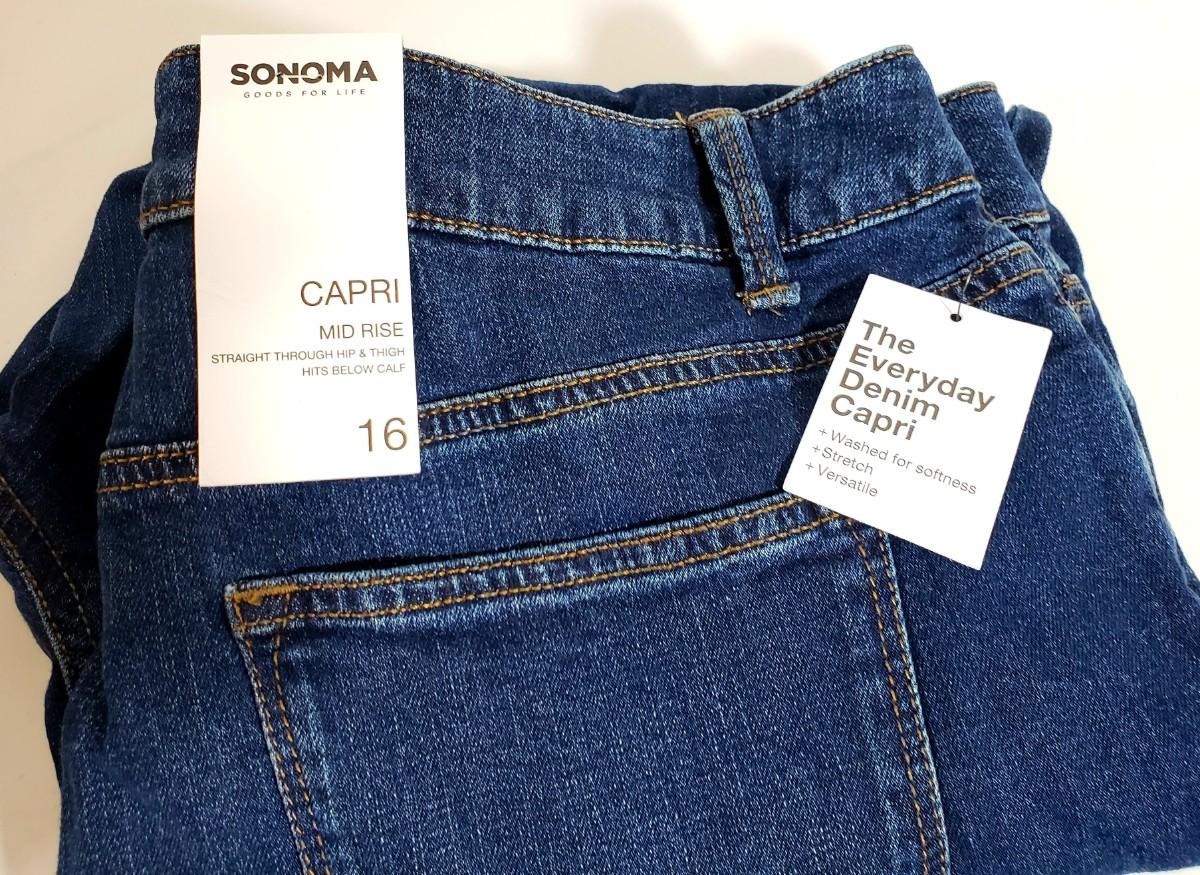 SONOMA
GOODS FOR LIFE
CAPRI
MID RISE
STRAIGHT THROUGH HIP & THIGH
HITS BELOW CALF
16
The
Everyday
Denim
Capri
+Washed for softness
+Stretch
+Versatile